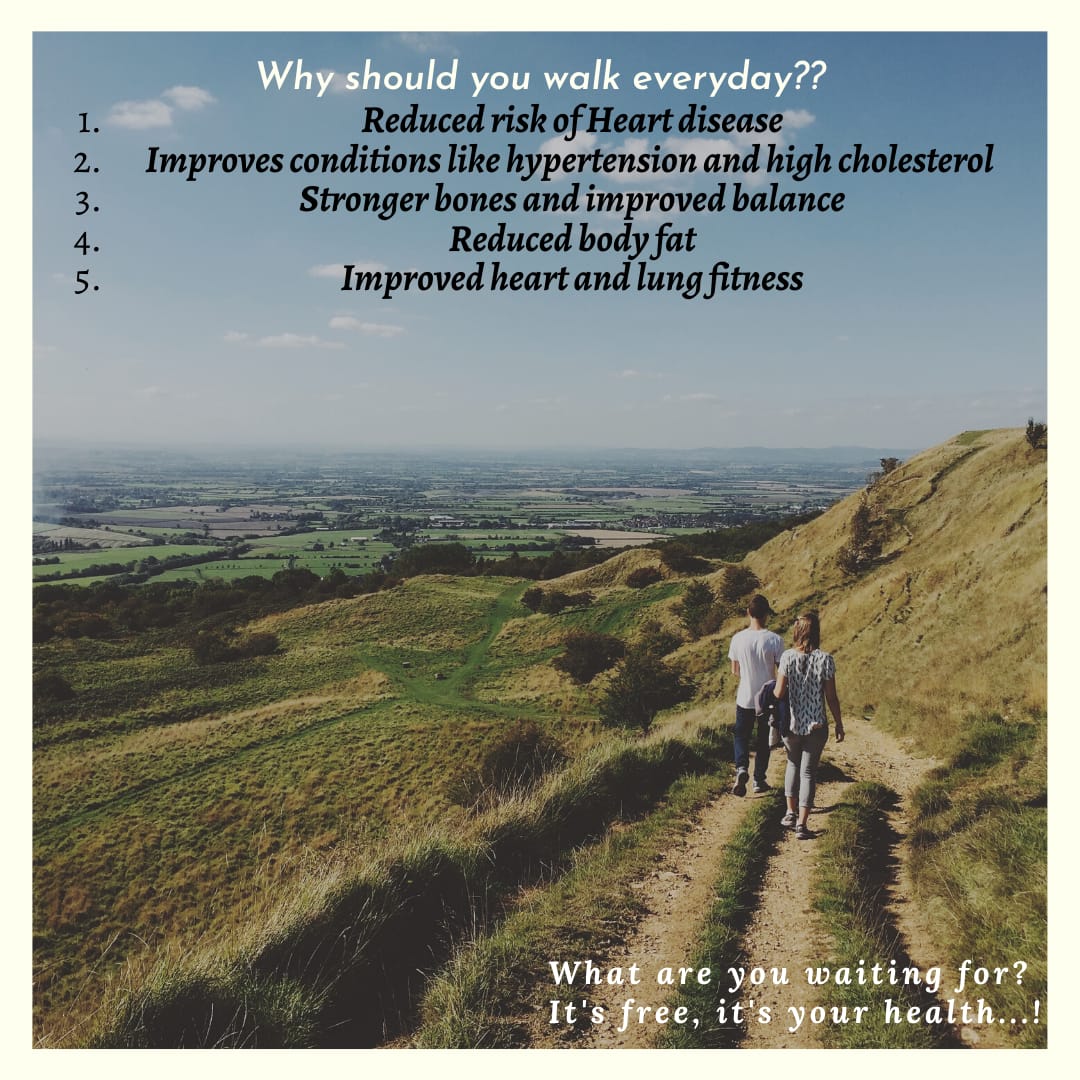 Why should you walk everyday??
1. Reduced risk of Heart disease
2. Improves conditions like hypertension and high cholesterol
3. Stronger bones and improved balance
4. Reduced body fat
5. Improved heart and lung fitness
What are you waiting for?
It's free, it's your health...!